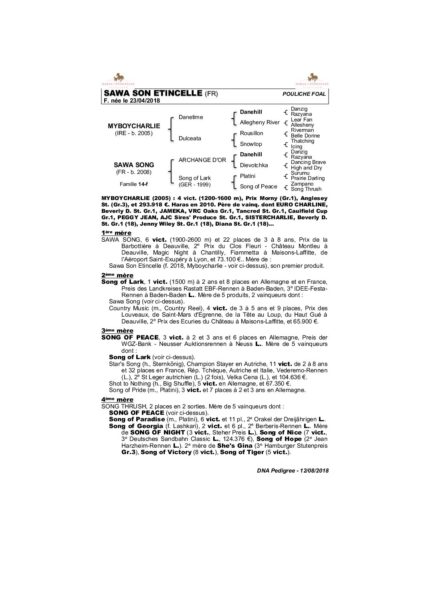 SAWA SON ETINCELLE (FR) POULICHE FOAL
F. née le 23/04/2018
MYBOYCHARLIE
(IRE - b. 2005)
Danetime
Danehill
Danzig
Razyana
Allegheny River
Lear Fan
Allesheny
Dulceata
Rousillon
Riverman
Belle Dorine
Snowtop
Thatching
Icing
SAWA SONG
(FR - b. 2008)
Famille 14-f
ARCHANGE D'OR
Danehill
Danzig
Razyana
Dievotchka
Dancing Brave
High and Dry
Song of Lark
(GER - 1999)
Platini
Surumu
Prairie Darling
Song of Peace
Zampano
Song Thrush
MYBOYCHARLIE (2005) : 4 vict. (1200-1600 m), Prix Morny (Gr.1), Anglesey
St. (Gr.3), et 293.918 €. Haras en 2010. Père de vainq. dont EURO CHARLINE,
Beverly D. St. Gr.1, JAMEKA, VRC Oaks Gr.1, Tancred St. Gr.1, Caulfield Cup
Gr.1, PEGGY JEAN, AJC Sires' Produce St. Gr.1, SISTERCHARLIE, Beverly D.
St. Gr.1 (18), Jenny Wiley St. Gr.1 (18), Diana St. Gr.1 (18)...
1ère mère
SAWA SONG, 6 vict. (1900-2600 m) et 22 places de 3 à 8 ans, Prix de la
Barbottière à Deauville, 2e Prix du Clos Fleuri - Château Montleu à
Deauville, Magic Night à Chantilly, Fiammetta à Maisons-Laffitte, de
l'Aéroport Saint-Exupéry à Lyon, et 73.100 €. Mère de :
Sawa Son Etincelle (f. 2018, Myboycharlie - voir ci-dessus), son premier produit.
2ème mère
Song of Lark, 1 vict. (1500 m) à 2 ans et 8 places en Allemagne et en France,
Preis des Landkreises Rastatt EBF-Rennen à Baden-Baden, 3e IDEE-Festa-
Rennen à Baden-Baden L.. Mère de 5 produits, 2 vainqueurs dont :
Sawa Song (voir ci-dessus).
Country Music (m., Country Reel), 4 vict. de 3 à 5 ans et 9 places, Prix des
Louveaux, de Saint-Mars d'Egrenne, de la Tête au Loup, du Haut Gué à
Deauville, 2e Prix des Ecuries du Château à Maisons-Laffitte, et 65.900 €.
3ème mère
SONG OF PEACE, 3 vict. à 2 et 3 ans et 6 places en Allemagne, Preis der
WGZ-Bank - Neusser Auktionsrennen à Neuss L.. Mère de 5 vainqueurs
dont :
Song of Lark (voir ci-dessus).
Star's Song (h., Sternkönig), Champion Stayer en Autriche, 11 vict. de 2 à 8 ans
et 32 places en France, Rép. Tchèque, Autriche et Italie, Vederemo-Rennen
(L.), 2e St Leger autrichien (L.) (2 fois), Velka Cena (L.), et 104.636 €.
Shot to Nothing (h., Big Shuffle), 5 vict. en Allemagne, et 67.350 €.
Song of Pride (m., Platini), 3 vict. et 7 places à 2 et 3 ans en Allemagne.
4ème mère
SONG THRUSH, 2 places en 2 sorties. Mère de 5 vainqueurs dont :
SONG OF PEACE (voir ci-dessus).
Song of Paradise (m., Platini), 6 vict. et 11 pl., 2e Orakel der Dreijährigen L..
Song of Georgia (f. Lashkari), 2 vict. et 6 pl., 2e Berberis-Rennen L.. Mère
de SONG OF NIGHT (3 vict., Steher Preis L.), Song of Nice (7 vict.,
3e Deutsches Sandbahn Classic L., 124.376 €), Song of Hope (2e Jean
Harzheim-Rennen L.), 2e mère de She's Gina (3e Hamburger Stutenpreis
Gr.3), Song of Victory (8 vict.), Song of Tiger (5 vict.).
DNA Pedigree - 12/08/2018